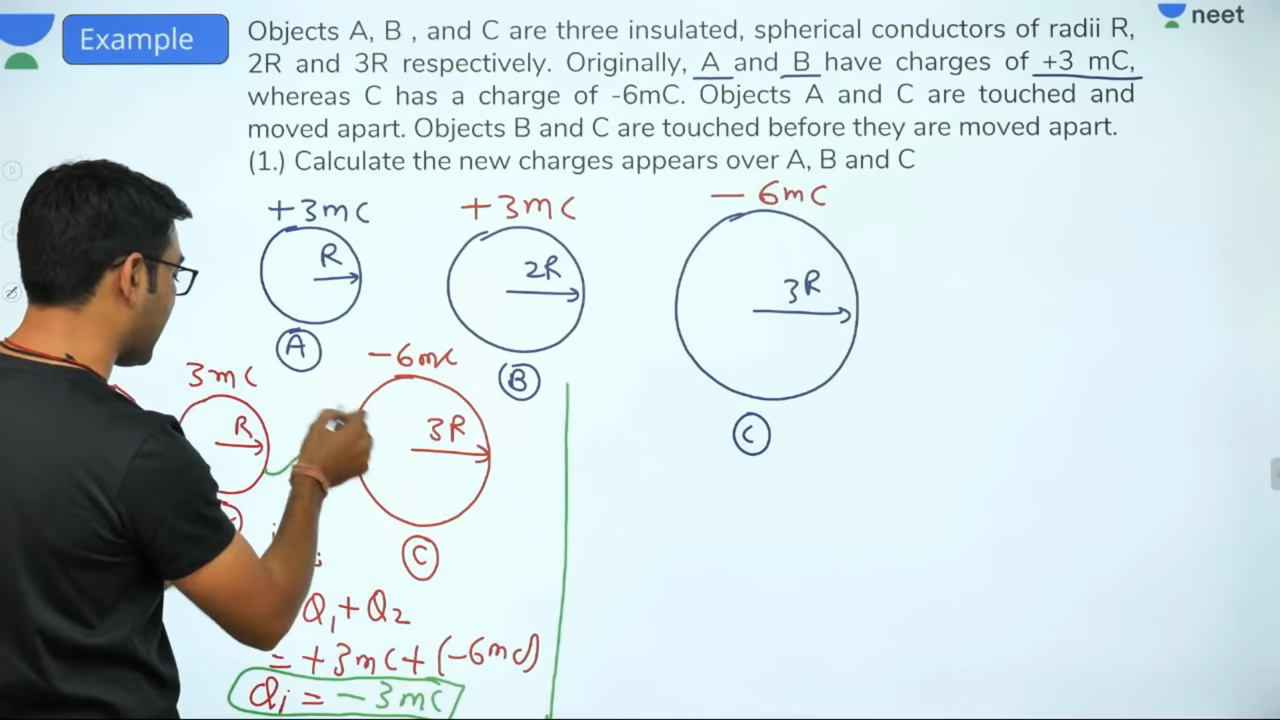 Example
neet
Objects A, B , and C are three insulated, spherical conductors of radii R,
2R and 3R respectively. Originally, A and B have charges of +3 mC,
whereas C has a charge of -6mC. Objects A and C are touched and
moved apart. Objects B and C are touched before they are moved apart.
(1.) Calculate the new charges appears over A, B and C
+3mC
+3mC
– 6mC
R
2R
3R
A
B
C
3mC
–6mC
R
3R
C
Q₁+Q₂
= +3mC+(–6mC)
Qi = –3mC